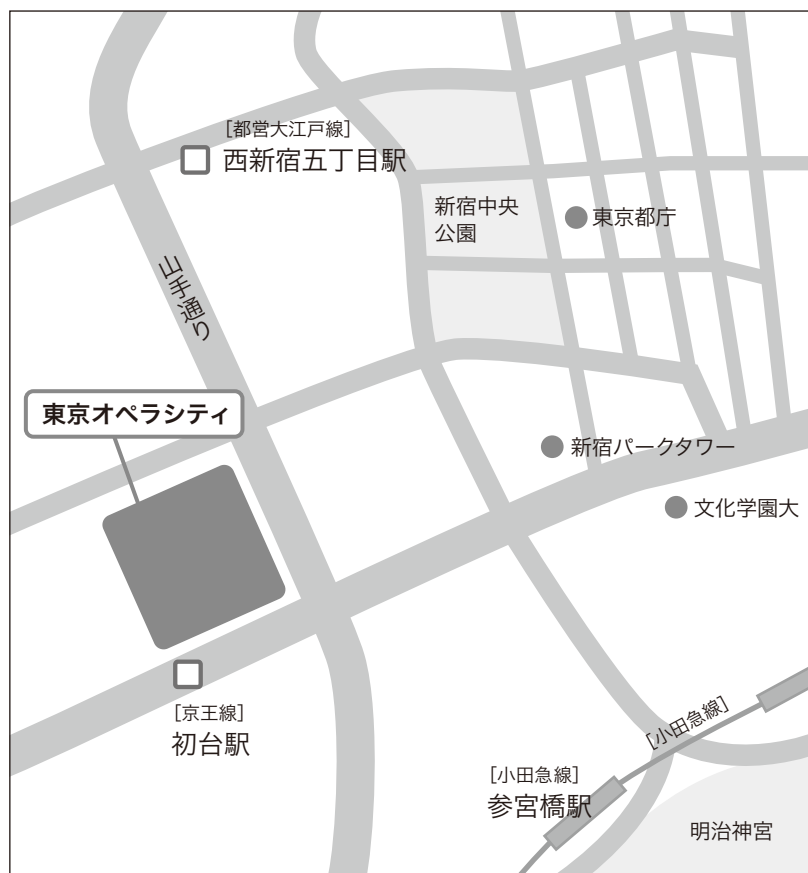 [都営大江戸線]
西新宿五丁目駅
新宿中央
公園
東京都庁
山手通り
東京オペラシティ
新宿パークタワー
文化学園大
[京王線]
初台駅
[小田急線]
[小田急線]
参宮橋駅
明治神宮